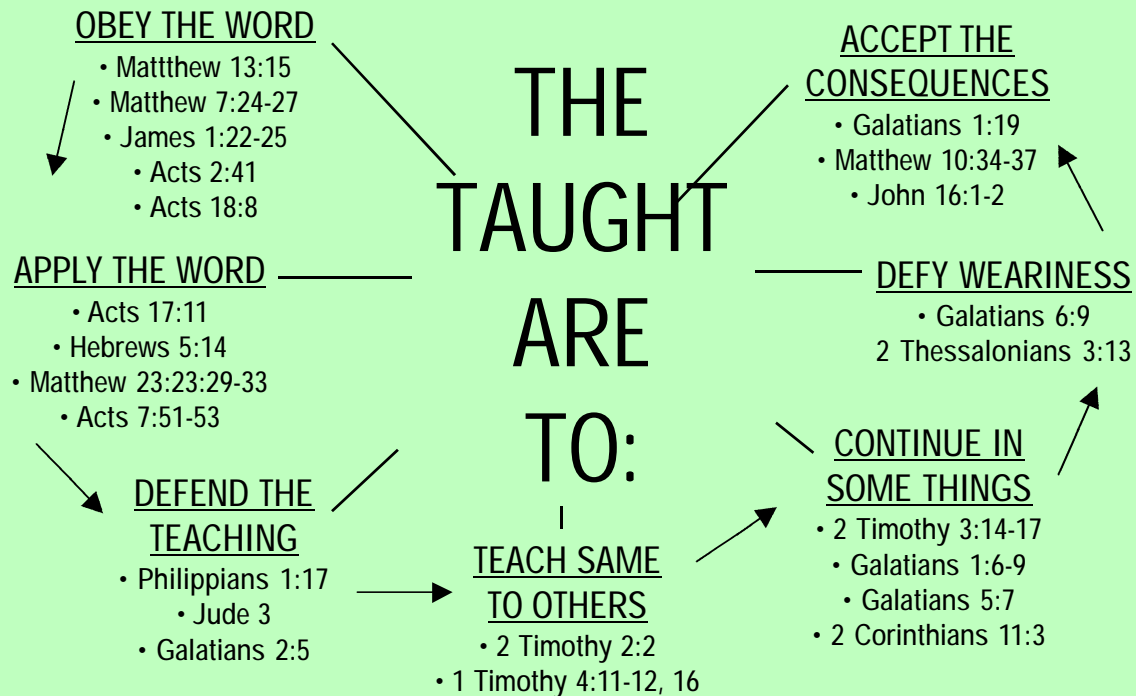 THE
TAUGHT
ARE
TO:
OBEY THE WORD
• Mattthew 13:15
• Matthew 7:24-27
• James 1:22-25
• Acts 2:41
• Acts 18:8
APPLY THE WORD
• Acts 17:11
• Hebrews 5:14
• Matthew 23:23:29-33
• Acts 7:51-53
DEFEND THE
TEACHING
• Philippians 1:17
• Jude 3
• Galatians 2:5
TEACH SAME
TO OTHERS
• 2 Timothy 2:2
• 1 Timothy 4:11-12, 16
CONTINUE IN
SOME THINGS
• 2 Timothy 3:14-17
• Galatians 1:6-9
• Galatians 5:7
• 2 Corinthians 11:3
DEFY WEARINESS
• Galatians 6:9
2 Thessalonians 3:13
ACCEPT THE
CONSEQUENCES
• Galatians 1:19
• Matthew 10:34-37
• John 16:1-2